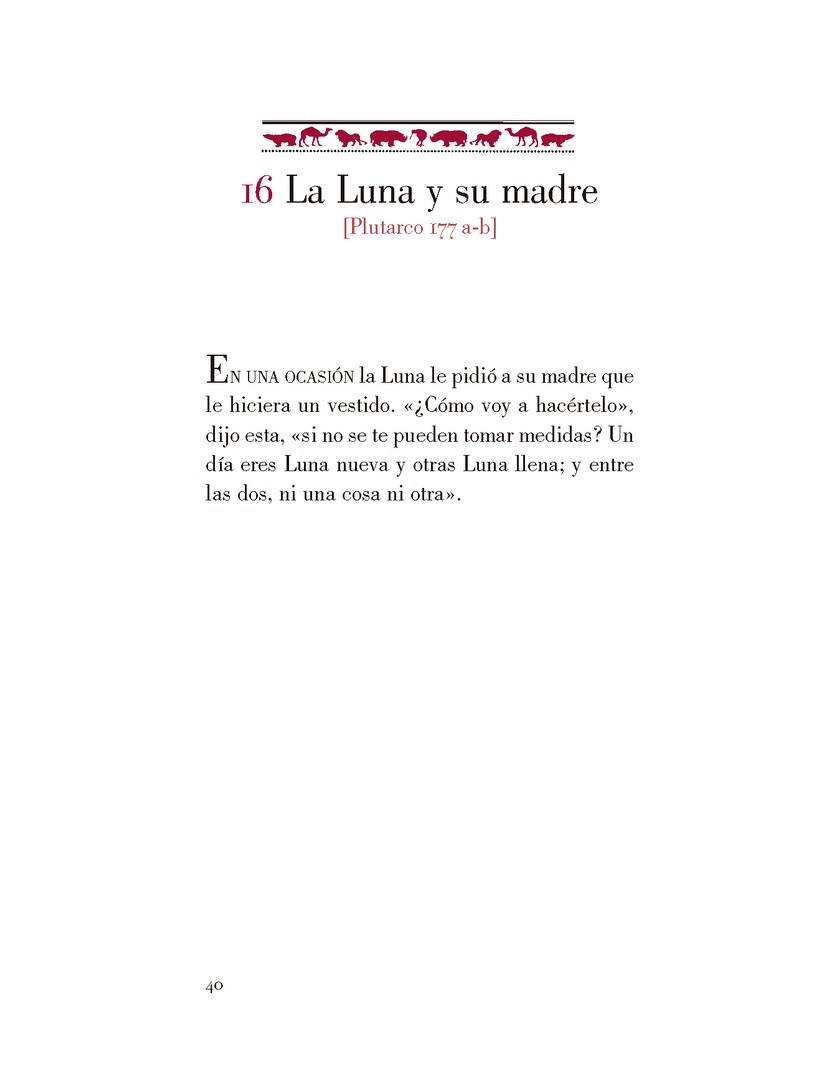 16 La Luna y su madre
[Plutarco 177 a-b]
EN UNA OCASIÓN la Luna le pidió a su madre que
le hiciera un vestido. «¿Cómo voy a hacértelo»,
dijo esta, «si no se te pueden tomar medidas? Un
día eres Luna nueva y otras Luna llena; y entre
las dos, ni una cosa ni otra».
40